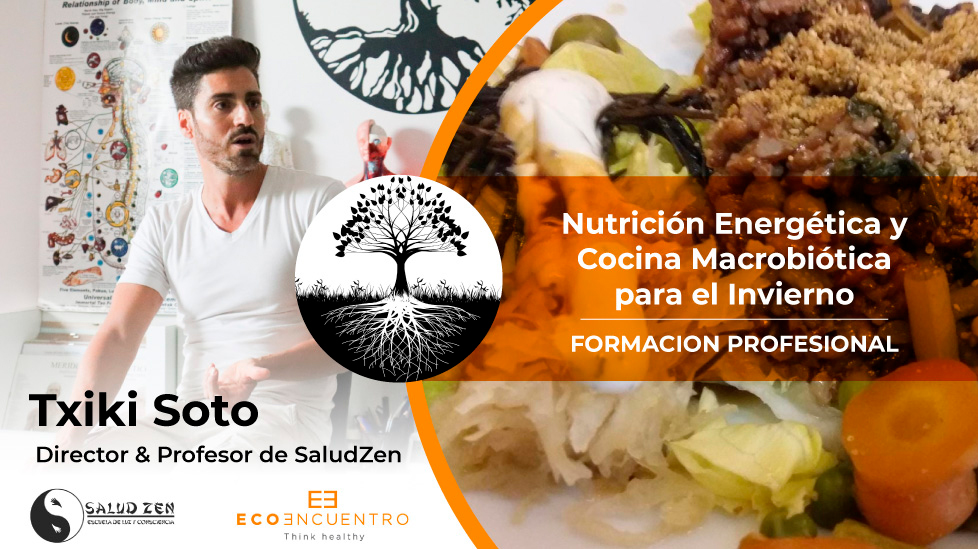 Relationship of Body, Mind and Spirit
Nutrición Energética y
Cocina Macrobiótica
para el Invierno
FORMACION PROFESIONAL
Txiki Soto
Director & Profesor de SaludZen
SALUD ZEN
ESCUELA DE LUZ Y CONSCIENCIA
ECOENCUENTRO
Think healthy